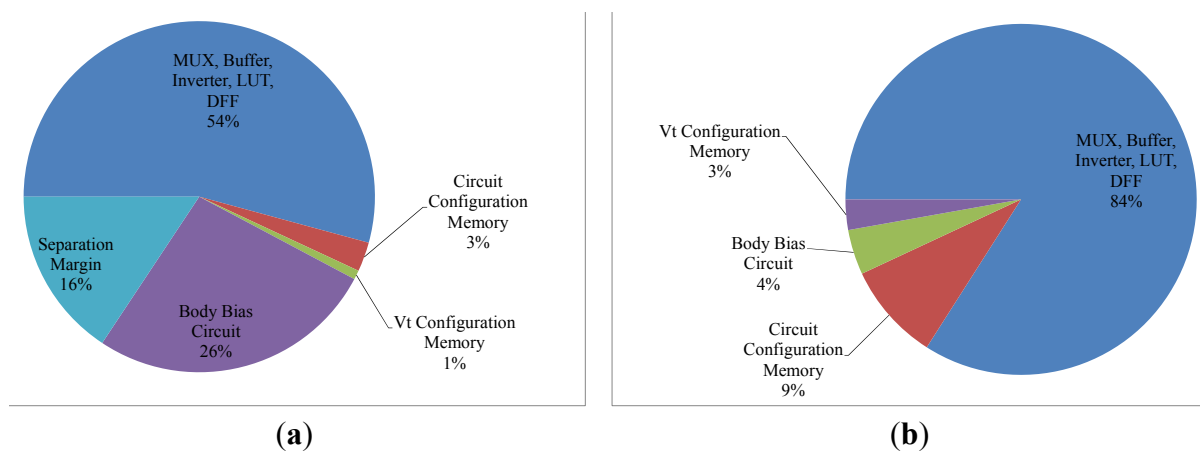 MUX, Buffer,
Inverter, LUT,
DFF
54%
Circuit
Configuration
Memory
3%
Vt Configuration
Memory
1%
Body Bias
Circuit
26%
Separation
Margin
16%
(a)
MUX, Buffer,
Inverter, LUT,
DFF
84%
Vt Configuration
Memory
3%
Body Bias
Circuit
4%
Circuit
Configuration
Memory
9%
(b)